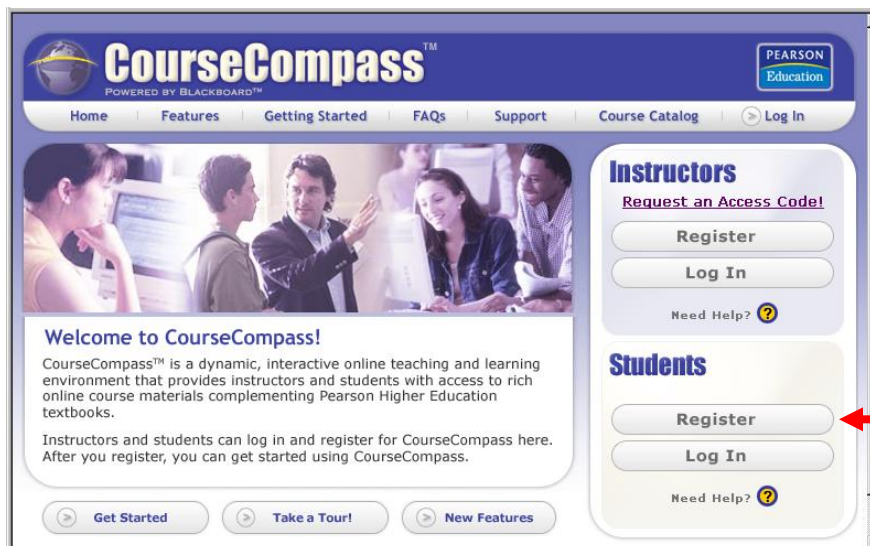 CourseCompass™
POWERED BY BLACKBOARD™
PEARSON
Education
Home
Features
Getting Started
FAQs
Support
Course Catalog
Log In
Instructors
Request an Access Code!
Register
Log In
Need Help?
Welcome to CourseCompass!
CourseCompass™ is a dynamic, interactive online teaching and learning
environment that provides instructors and students with access to rich
online course materials complementing Pearson Higher Education
textbooks.
Instructors and students can log in and register for CourseCompass here.
After you register, you can get started using CourseCompass.
Students
Register
Log In
Need Help?
Get Started
Take a Tour!
New Features